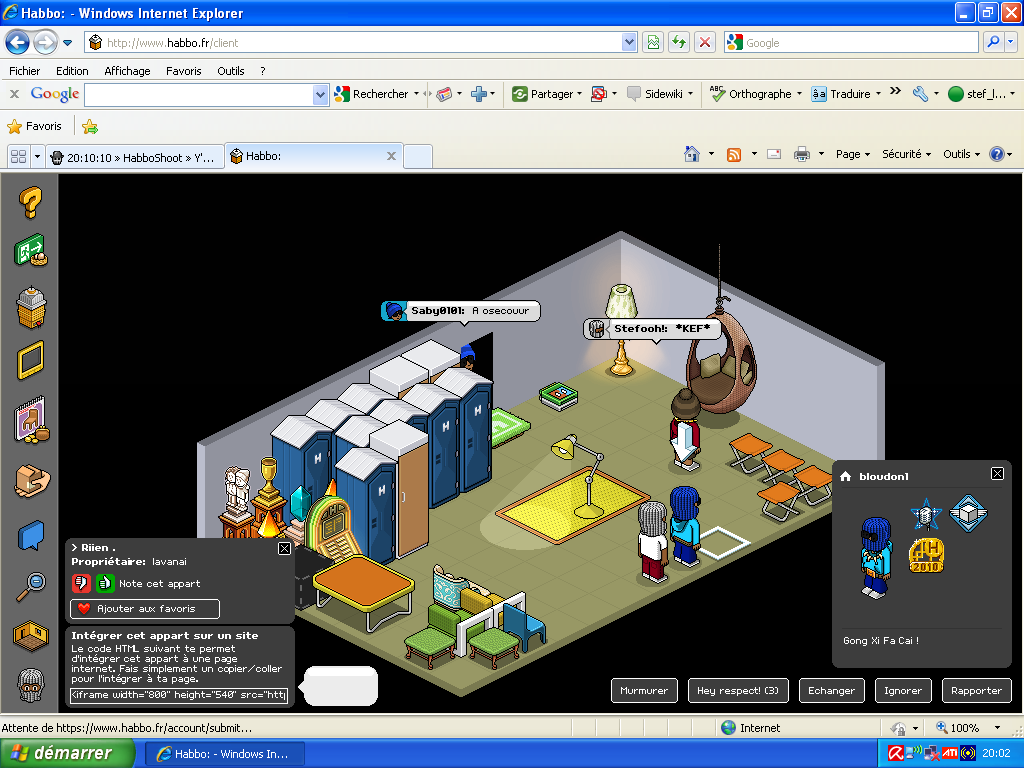 Habbo: - Windows Internet Explorer
http://www.habbo.fr/client
Google
Fichier Edition Affichage Favoris Outils ?
Google Rechercher Partager Sidewiki Orthographe Traduire stef_l...
Favoris
20:10:10 » HabboShoot » Y'... Habbo: Page Sécurité Outils
Saby0101: A osecouur
Stefooh!: *KEF*
H
H
H
H
bloudon1
H
2010
Gong Xi Fa Cai !
> Riien .
Propriétaire: lavanai
Note cet appart
Ajouter aux favoris
Intégrer cet appart sur un site
Le code HTML suivant te permet
d'intégrer cet appart à une page
internet. Fais simplement un copier/coller
pour l'intégrer à ta page.
<iframe width="800" height="540" src="http
Murmurer Hey respect! (3) Echanger Ignorer Rapporter
Attente de https://www.habbo.fr/account/submit... Internet 100%
démarrer Habbo: - Windows In... ATI 20:02